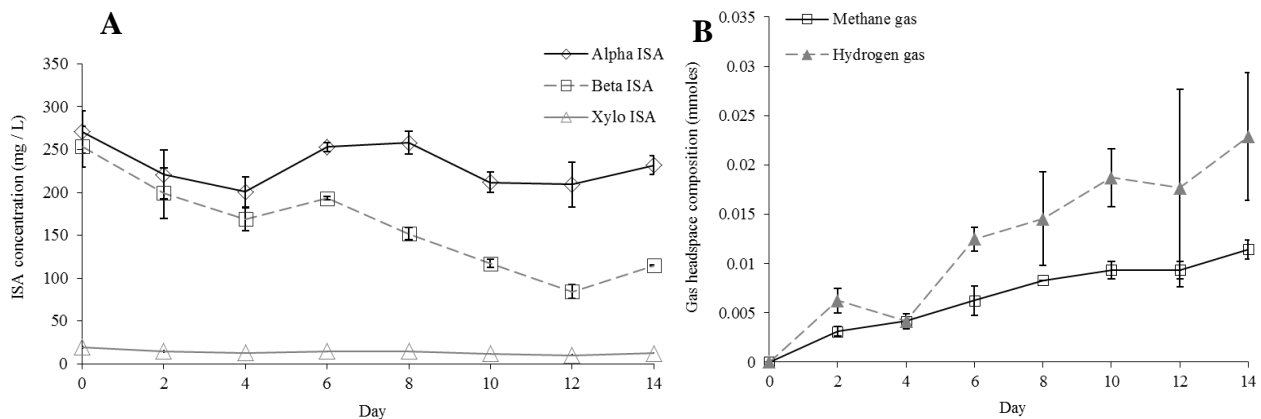 A
Alpha ISA
Beta ISA
Xylo ISA
350
300
250
200
150
100
50
0
ISA concentration (mg / L)
0 2 4 6 8 10 12 14
Day
B
Methane gas
Hydrogen gas
0.035
0.03
0.025
0.02
0.015
0.01
0.005
0
Gas headspace composition (mmoles)
0 2 4 6 8 10 12 14
Day